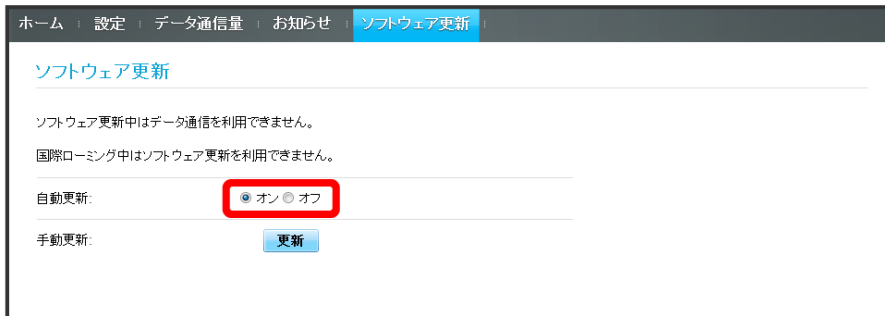 ホーム 設定 データ通信量 お知らせ ソフトウェア更新
ソフトウェア更新
ソフトウェア更新中はデータ通信を利用できません。
国際ローミング中はソフトウェア更新を利用できません。
自動更新: オン オフ
手動更新: 更新